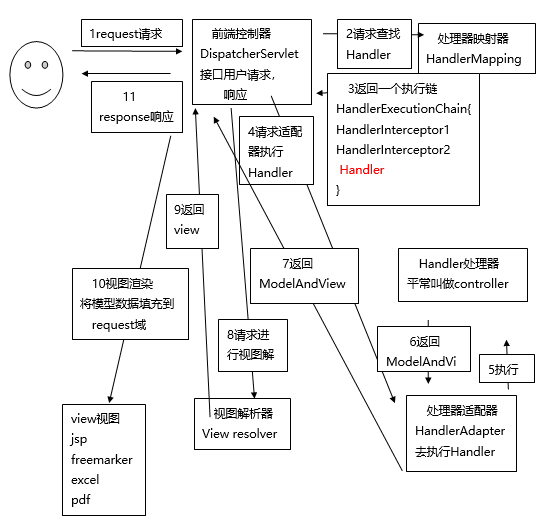 1request请求
前端控制器
DispatcherServlet
接口用户请求，
响应
2请求查找
Handler
处理器映射器
HandlerMapping
3返回一个执行链
HandlerExecutionChain{
HandlerInterceptor1
HandlerInterceptor2
Handler
}
11
response响应
4请求适配
器执行
Handler
9返回
view
7返回
ModelAndView
Handler处理器
平常叫做controller
10视图渲染
将模型数据填充到
request域
8请求进
行视图解
6返回
ModelAndVi
5执行
view视图
jsp
freemarker
excel
pdf
视图解析器
View resolver
处理器适配器
HandlerAdapter
去执行Handler